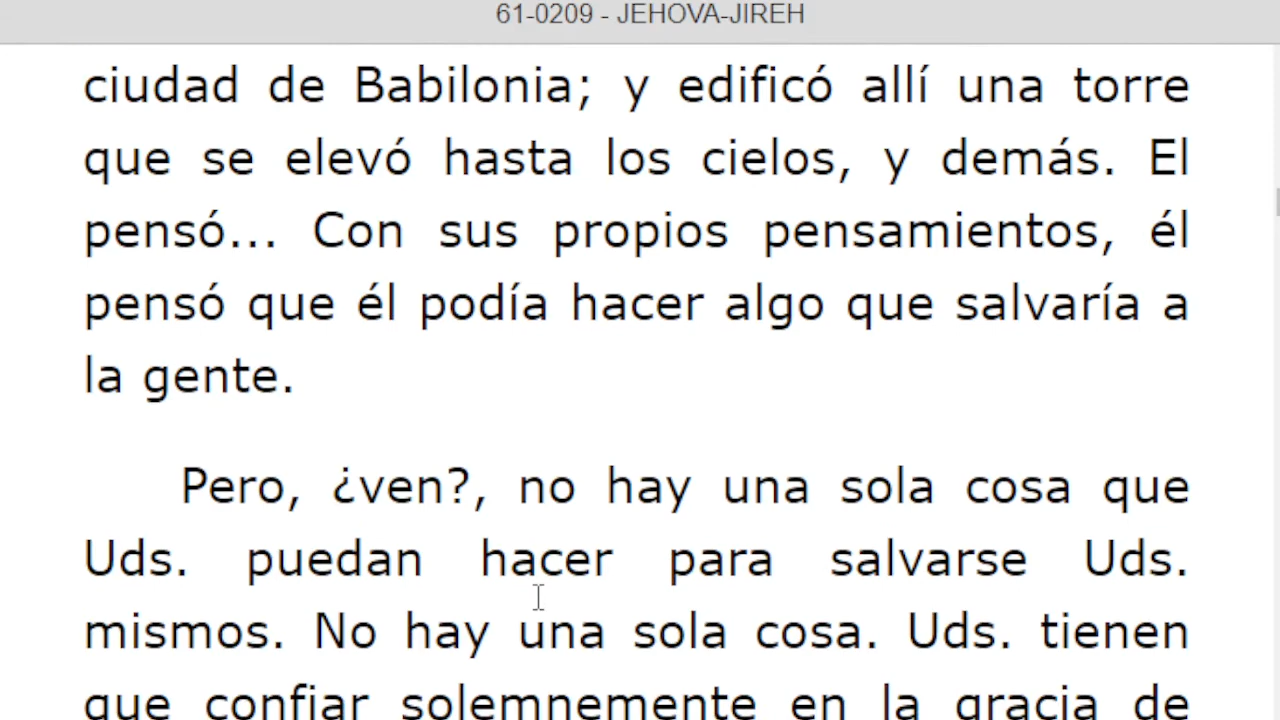 61-0209 - JEHOVA-JIREH
ciudad de Babilonia; y edificó allí una torre
que se elevó hasta los cielos, y demás. El
pensó... Con sus propios pensamientos, él
pensó que él podía hacer algo que salvaría a
la gente.
Pero, ¿ven?, no hay una sola cosa que
Uds. puedan hacer para salvarse Uds.
mismos. No hay una sola cosa. Uds. tienen
que confiar solemnemente en la gracia de